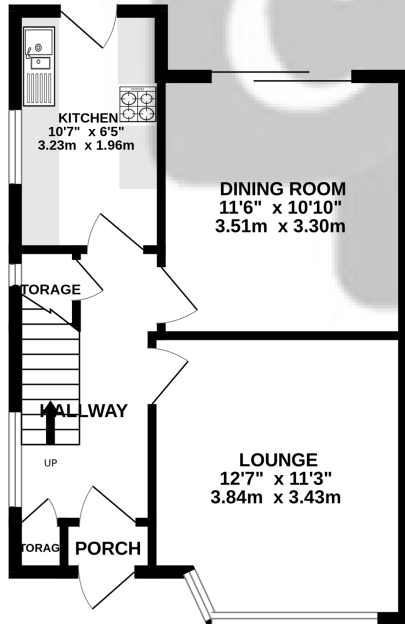 KITCHEN
10'7" x 6'5"
3.23m x 1.96m
DINING ROOM
11'6" x 10'10"
3.51m x 3.30m
TORAGE
HALLWAY
UP
LOUNGE
12'7" x 11'3"
3.84m x 3.43m
TORAG
PORCH